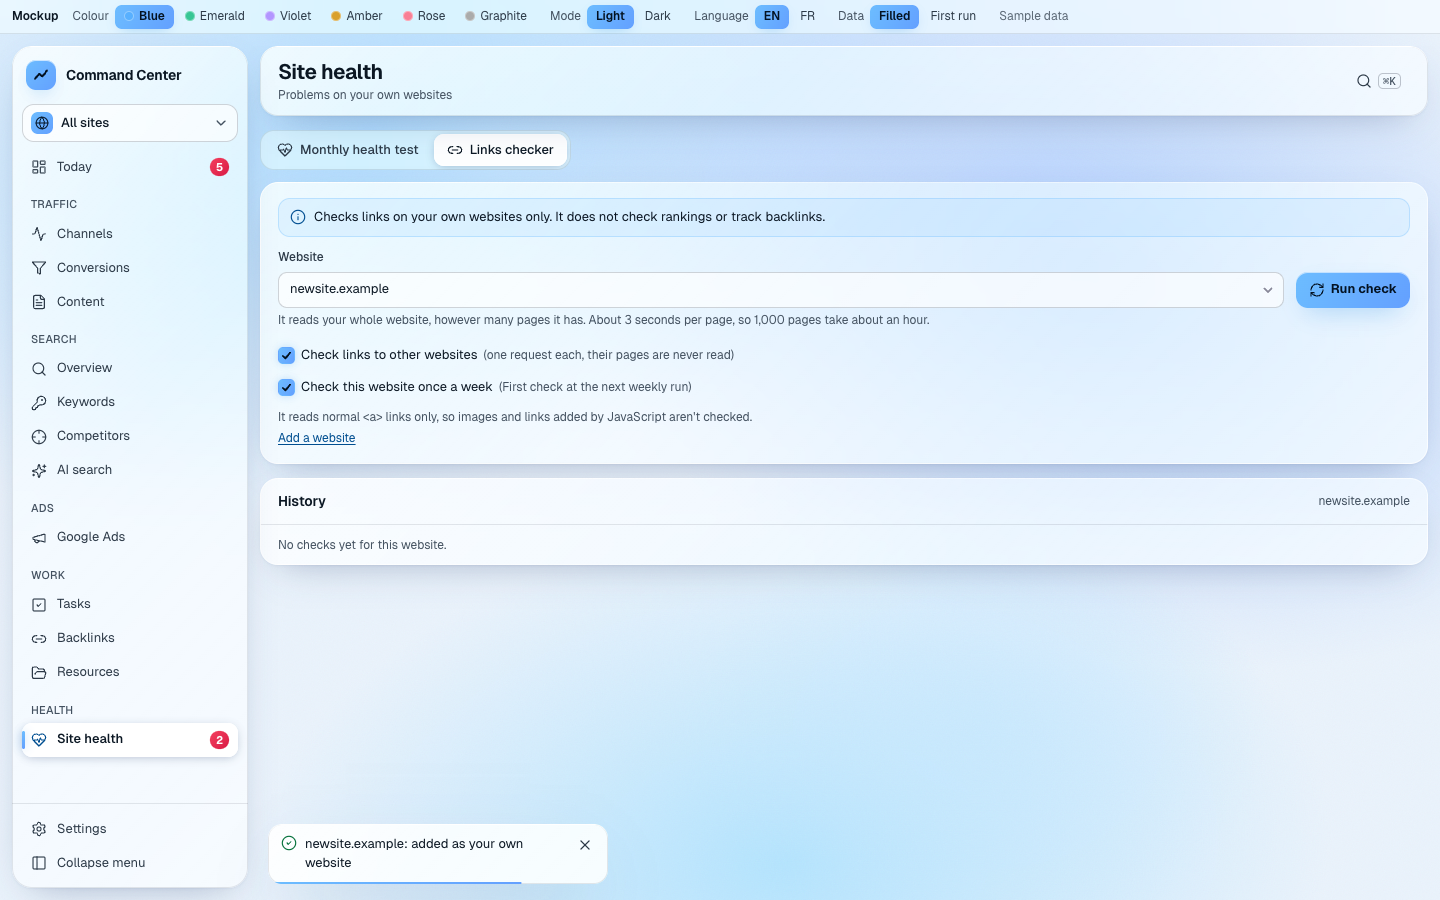 Mockup Colour Blue Emerald Violet Amber Rose Graphite Mode Light Dark Language EN FR Data Filled First run Sample data
Command Center
All sites
Today 5
TRAFFIC
Channels
Conversions
Content
SEARCH
Overview
Keywords
Competitors
AI search
ADS
Google Ads
WORK
Tasks
Backlinks
Resources
HEALTH
Site health 2
Settings
Collapse menu
Site health
Problems on your own websites
⌘K
Monthly health test Links checker
Checks links on your own websites only. It does not check rankings or track backlinks.
Website
newsite.example
Run check
It reads your whole website, however many pages it has. About 3 seconds per page, so 1,000 pages take about an hour.
Check links to other websites (one request each, their pages are never read)
Check this website once a week (First check at the next weekly run)
It reads normal <a> links only, so images and links added by JavaScript aren't checked.
Add a website
History newsite.example
No checks yet for this website.
newsite.example: added as your own
website